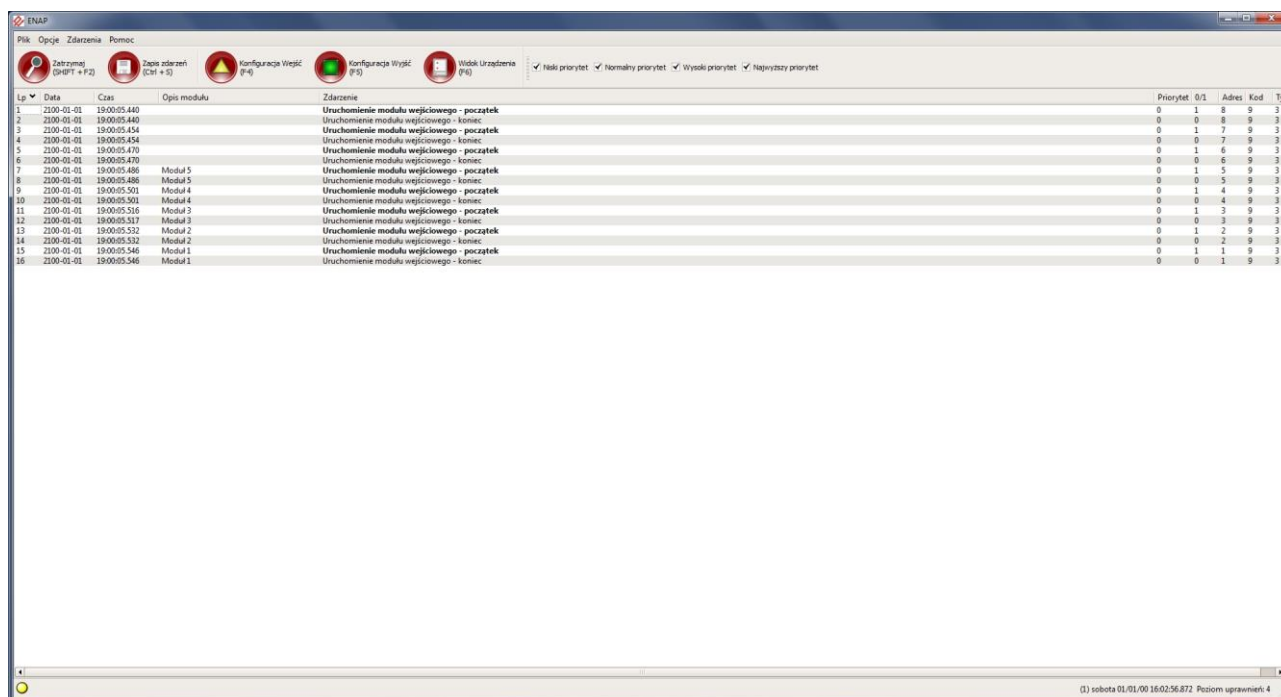 ENAP
Plik Opcje Zdarzenia Pomoc
Zatrzymaj (SHIFT + F2) Zapis zdarzeń (Ctrl + S) Konfiguracja Wejść (F4) Konfiguracja Wyjść (F5) Widok Urządzenia (F6) Niski priorytet Normalny priorytet Wysoki priorytet Najwyższy priorytet
Lp Data Czas Opis modułu Zdarzenie Priorytet 0/1 Adres Kod
1 2100-01-01 19:00:05.440 Uruchomienie modułu wejściowego - początek 0 1 8 9 3
2 2100-01-01 19:00:05.440 Uruchomienie modułu wejściowego - koniec 0 0 8 9 3
3 2100-01-01 19:00:05.454 Uruchomienie modułu wejściowego - początek 0 1 7 9 3
4 2100-01-01 19:00:05.454 Uruchomienie modułu wejściowego - koniec 0 0 7 9 3
5 2100-01-01 19:00:05.470 Uruchomienie modułu wejściowego - początek 0 1 6 9 3
6 2100-01-01 19:00:05.470 Uruchomienie modułu wejściowego - koniec 0 0 6 9 3
7 2100-01-01 19:00:05.486 Moduł 5 Uruchomienie modułu wejściowego - początek 0 1 5 9 3
8 2100-01-01 19:00:05.486 Moduł 5 Uruchomienie modułu wejściowego - koniec 0 0 5 9 3
9 2100-01-01 19:00:05.501 Moduł 4 Uruchomienie modułu wejściowego - początek 0 1 4 9 3
10 2100-01-01 19:00:05.501 Moduł 4 Uruchomienie modułu wejściowego - koniec 0 0 4 9 3
11 2100-01-01 19:00:05.516 Moduł 3 Uruchomienie modułu wejściowego - początek 0 1 3 9 3
12 2100-01-01 19:00:05.517 Moduł 3 Uruchomienie modułu wejściowego - koniec 0 0 3 9 3
13 2100-01-01 19:00:05.532 Moduł 2 Uruchomienie modułu wejściowego - początek 0 1 2 9 3
14 2100-01-01 19:00:05.532 Moduł 2 Uruchomienie modułu wejściowego - koniec 0 0 2 9 3
15 2100-01-01 19:00:05.546 Moduł 1 Uruchomienie modułu wejściowego - początek 0 1 1 9 3
16 2100-01-01 19:00:05.546 Moduł 1 Uruchomienie modułu wejściowego - koniec 0 0 1 9 3
(1) sobota 01/01/00 16:02:56.872 Poziom uprawnień: 4